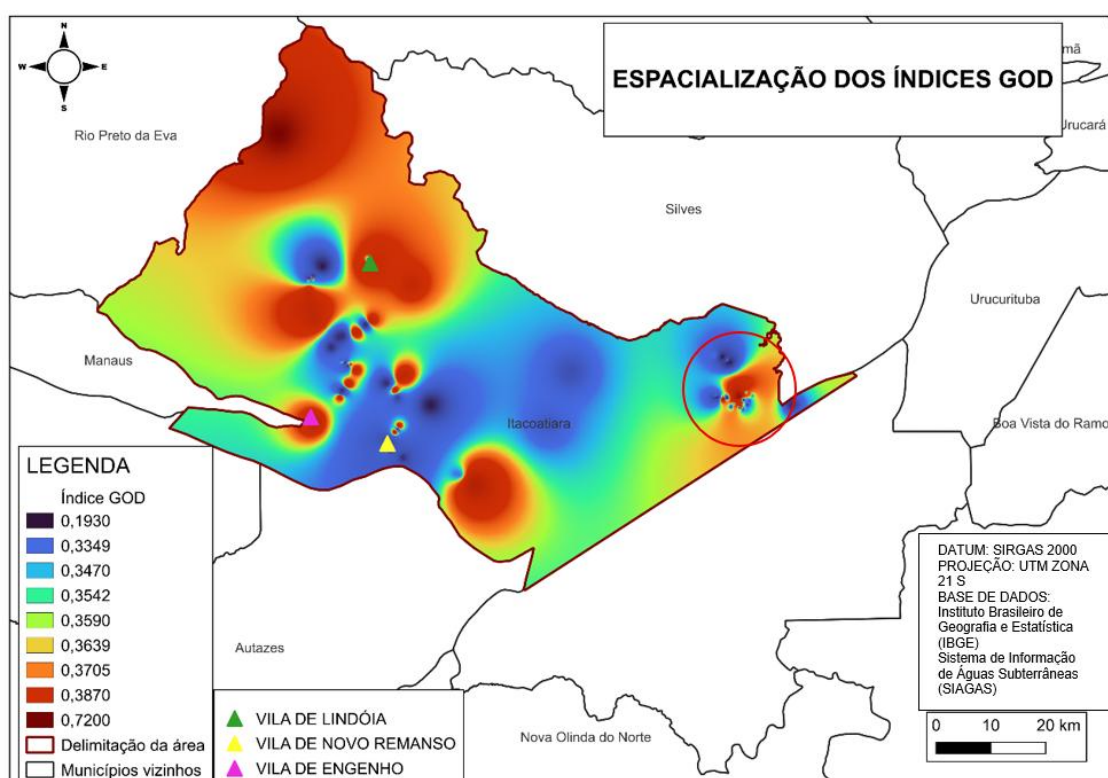 N
W
E
S
ESPACIALIZAÇÃO DOS ÍNDICES GOD
mã
Urucará
Rio Preto da Eva
Silves
Urucurituba
Manaus
Itacoatiara
Boa Vista do Ramo
LEGENDA
Índice GOD
0,1930
0,3349
0,3470
0,3542
0,3590
0,3639
0,3705
0,3870
0,7200
Delimitação da área
Municípios vizinhos
Autazes
VILA DE LINDÓIA
VILA DE NOVO REMANSO
VILA DE ENGENHO
Nova Olinda do Norte
DATUM: SIRGAS 2000
PROJEÇÃO: UTM ZONA
21 S
BASE DE DADOS:
Instituto Brasileiro de
Geografia e Estatística
(IBGE)
Sistema de Informação
de Águas Subterrâneas
(SIAGAS)
0 10 20 km